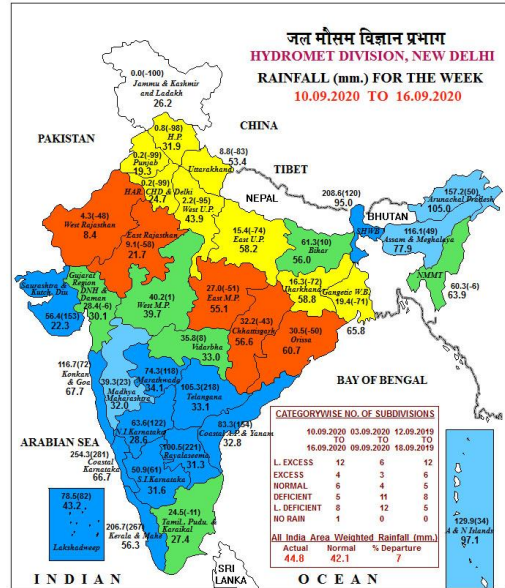 जल मौसम विज्ञान प्रभाग
HYDROMET DIVISION, NEW DELHI
RAINFALL (mm.) FOR THE WEEK
10.09.2020 TO 16.09.2020
0.0(-100)
Jammu & Kashmir
and Ladakh
26.2
PAKISTAN
CHINA
TIBET
NEPAL
BHUTAN
0.8(-98)
H.P.
31.9
0.2(-99)
Punjab
19.3
8.8(-83)
53.4
Uttarakhand
0.2(-99)
HAR. CHD & Delhi
24.7
2.2(-95)
West U.P.
43.9
4.3(-48)
West Rajasthan
8.4
East Rajasthan
9.1(-58)
21.7
15.4(-74)
East U.P.
58.2
208.6(120)
95.0
SHWB
157.2(50)
Arunachal Pradesh
105.0
116.1(49)
Assam & Meghalaya
77.9
NMMT
60.3(-6)
63.9
61.3(10)
Bihar
56.0
16.3(-72)
Jharkhand
58.8
Gangetic W.B.
19.4(-71)
65.8
Saurashtra &
Kutch, Diu
56.4(153)
22.3
Gujarat
Region
DNH &
Daman
28.4(-6)
30.1
40.2(1)
West M.P.
39.7
27.0(-51)
East M.P.
55.1
32.2(-43)
Chhattisgarh
56.6
30.5(-50)
Orissa
60.7
35.8(8)
Vidarbha
33.0
116.7(72)
Konkan
& Goa
67.7
39.3(23)
Madhya
Maharashtra
32.0
74.3(118)
Marathwada
34.1
105.3(218)
Telangana
33.1
BAY OF BENGAL
ARABIAN SEA
63.6(122)
N.I.Karnataka
28.6
83.3(154)
Coastal A.P. & Yanam
32.8
100.5(221)
Rayalaseema
31.3
254.3(281)
Coastal
Karnataka
66.7
50.9(61)
S.I.Karnataka
31.6
78.5(82)
43.2
Lakshadweep
24.5(-11)
Tamil, Pudu. &
Karaikal
27.4
206.7(267)
Kerala & Mahe
56.3
CATEGORYWISE NO. OF SUBDIVISIONS
10.09.2020 03.09.2020 12.09.2019
TO TO TO
16.09.2020 09.09.2020 18.09.2019
L. EXCESS 12 6 12
EXCESS 4 3 6
NORMAL 6 4 5
DEFICIENT 5 11 8
L. DEFICIENT 8 12 5
NO RAIN 1 0 0
All India Area Weighted Rainfall (mm.)
Actual Normal % Departure
44.8 42.1 7
129.9(34)
A & N Islands
97.1
SRI
LANKA
INDIAN OCEAN